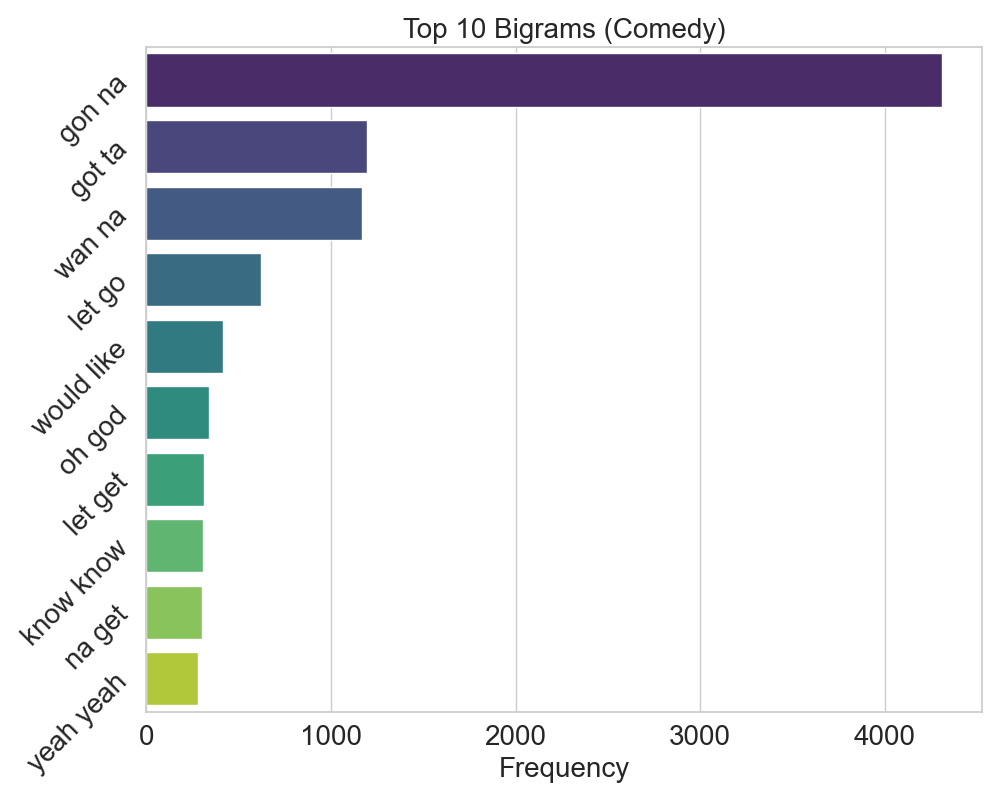 Top 10 Bigrams (Comedy)
gon na
got ta
wan na
let go
would like
oh god
let get
know know
na get
yeah yeah
0 1000 2000 3000 4000
Frequency